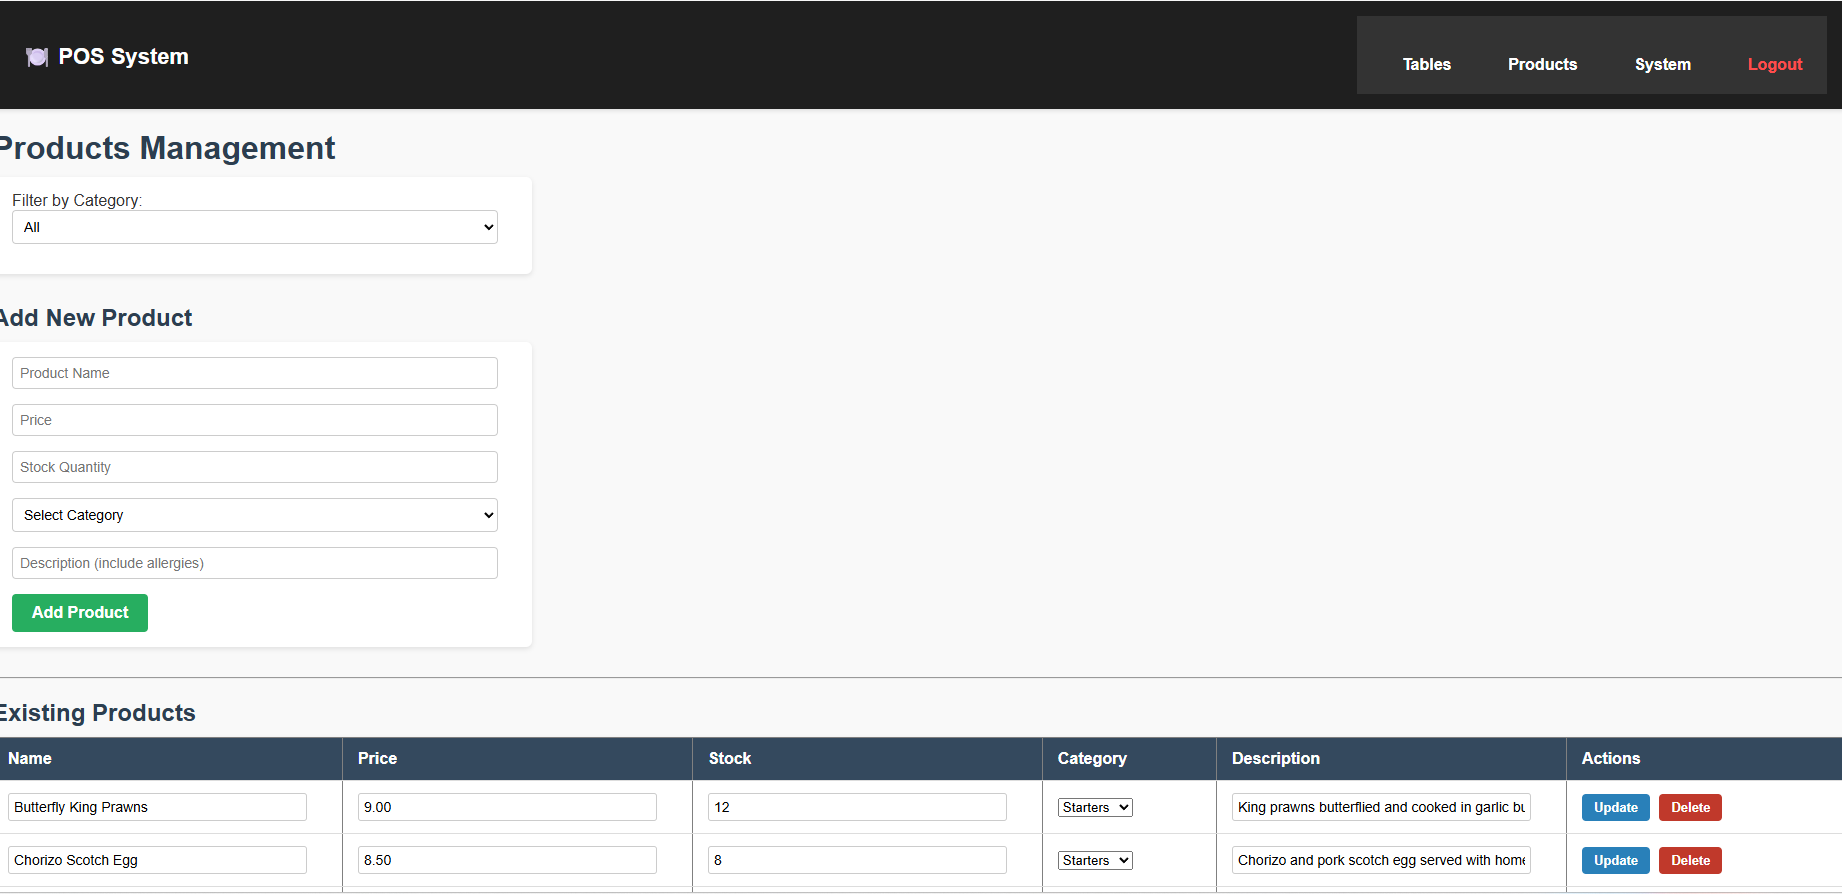 POS System
Tables Products System Logout
Products Management
Filter by Category:
All
Add New Product
Product Name
Price
Stock Quantity
Select Category
Description (include allergies)
Add Product
Existing Products
Name Price Stock Category Description Actions
Butterfly King Prawns 9.00 12 Starters King prawns butterflied and cooked in garlic bu Update Delete
Chorizo Scotch Egg 8.50 8 Starters Chorizo and pork scotch egg served with home Update Delete